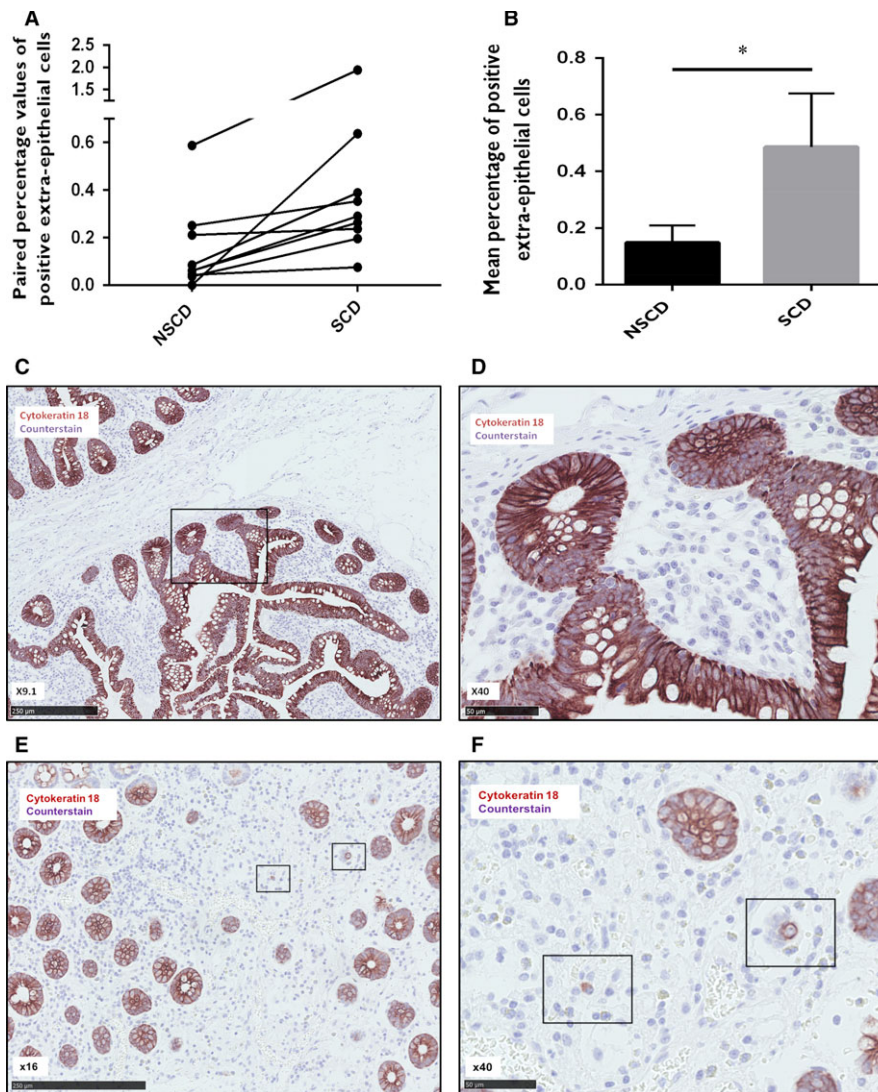 A
Paired percentage values of
positive extra-epithelial cells
2.5
2.0
1.5
0.6
0.4
0.2
0.0
NSCD
SCD
B
Mean percentage of positive
extra-epithelial cells
0.8
0.6
0.4
0.2
0.0
*
NSCD
SCD
C
Cytokeratin 18
Counterstain
X9.1
250 µm
D
Cytokeratin 18
Counterstain
X40
50 µm
E
Cytokeratin 18
Counterstain
x16
250 µm
F
Cytokeratin 18
Counterstain
x40
50 µm